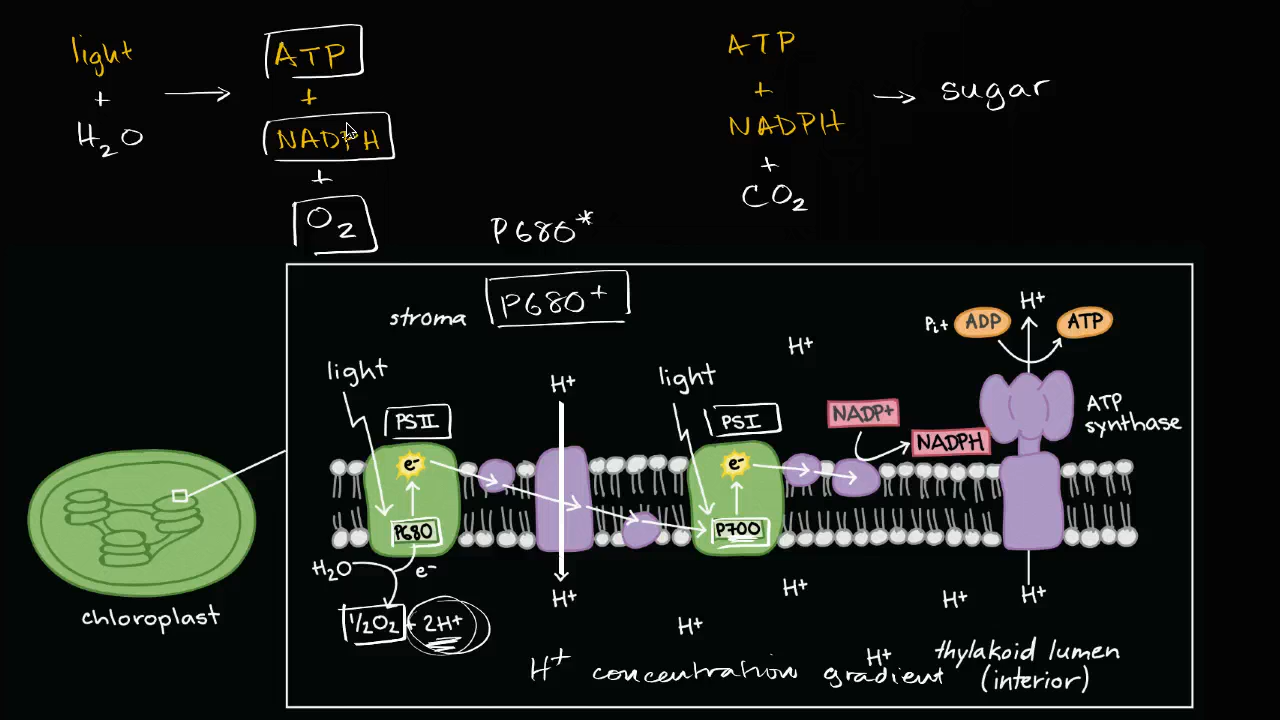 light
+
H₂O
→
ATP
+
NADPH
+
O₂
ATP
+
NADPH
+
CO₂
→
sugar
P680*
P680+
stroma
light
PSII
e-
P680
H₂O
e-
1/2O₂ + 2H+
H+
H+
light
PSI
e-
P700
H+
NADP+
NADPH
Pi+
ADP
H+
ATP
ATP
synthase
H+
H+
H+
H+
H+
H+ concentration gradient
thylakoid lumen
(interior)
chloroplast